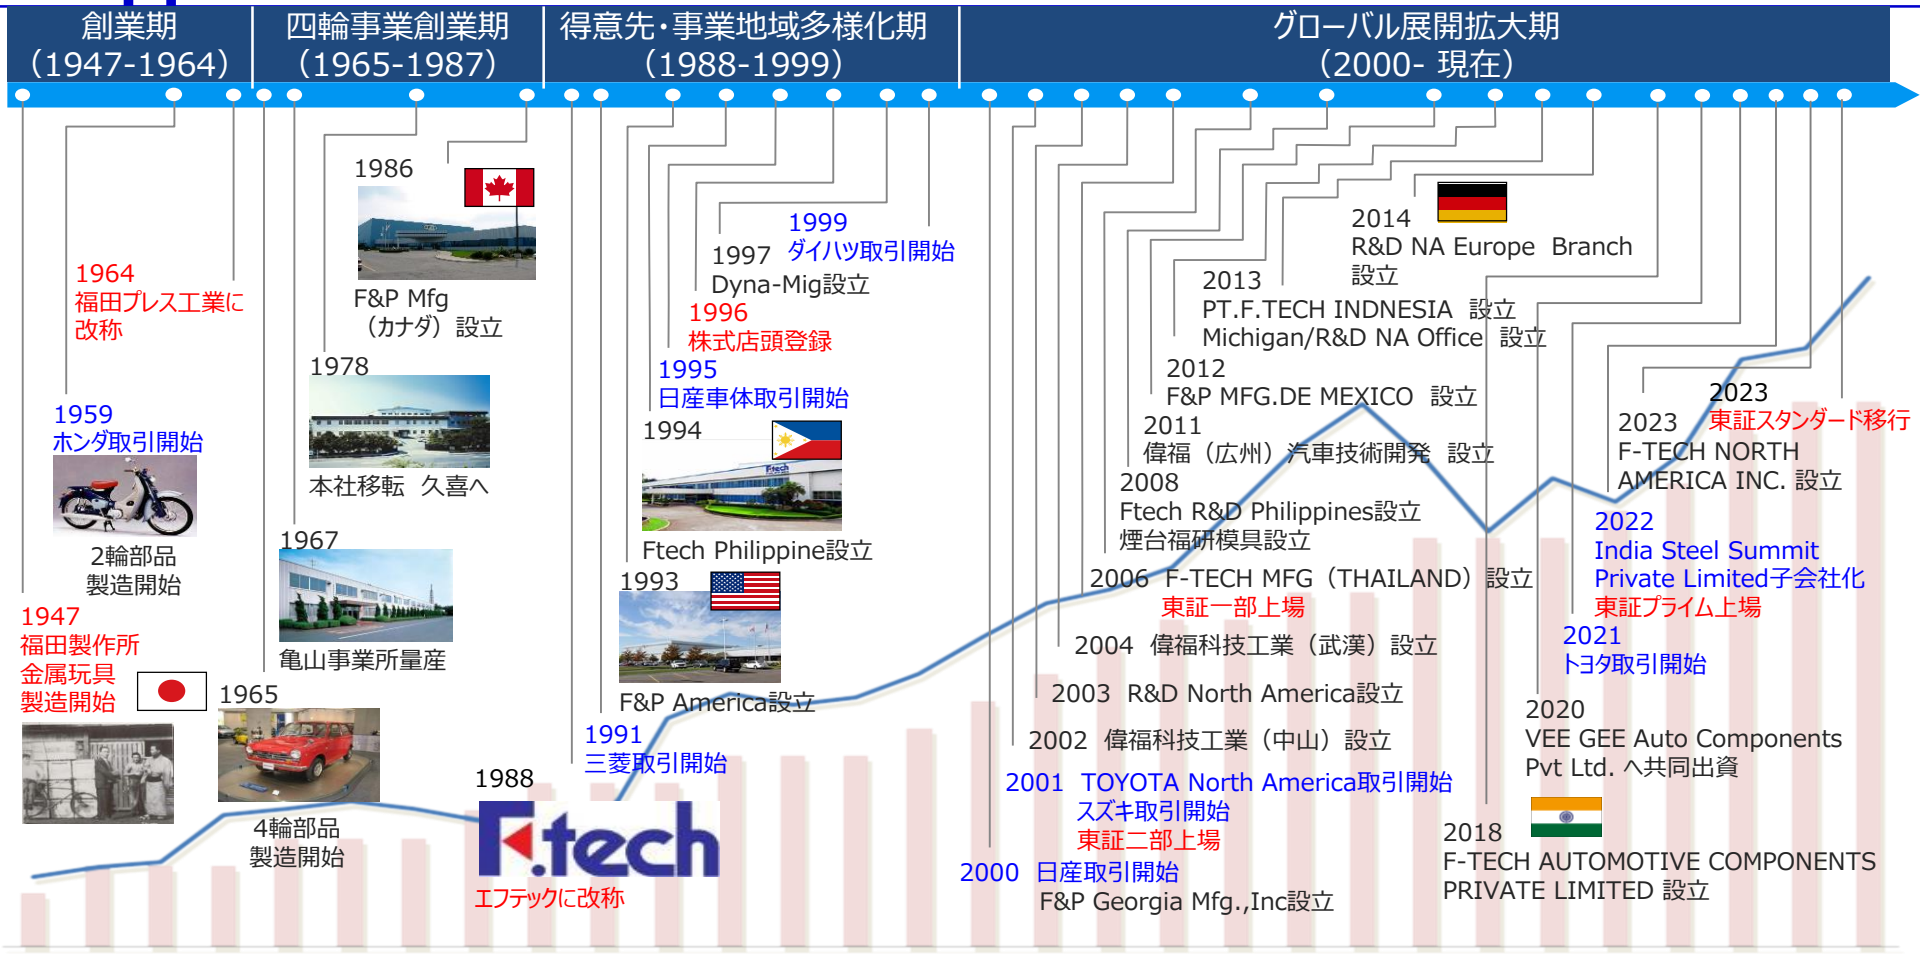 創業期
（1947-1964）
四輪事業創業期
（1965-1987）
得意先・事業地域多様化期
（1988-1999）
グローバル展開拡大期
（2000- 現在）
1947
福田製作所
金属玩具
製造開始
1959
ホンダ取引開始
2輪部品
製造開始
1964
福田プレス工業に
改称
1965
4輪部品
製造開始
1967
亀山事業所量産
1978
本社移転 久喜へ
1986
F&P Mfg
（カナダ）設立
1988
F.tech
エフテックに改称
1991
三菱取引開始
1993
F&P America設立
1994
Ftech
Ftech Philippine設立
1995
日産車体取引開始
1996
株式店頭登録
1997
Dyna-Mig設立
1999
ダイハツ取引開始
2000 日産取引開始
F&P Georgia Mfg.,Inc設立
2001 TOYOTA North America取引開始
スズキ取引開始
東証二部上場
2002 偉福科技工業（中山）設立
2003 R&D North America設立
2004 偉福科技工業（武漢）設立
2006 F-TECH MFG（THAILAND）設立
東証一部上場
2008
Ftech R&D Philippines設立
煙台福研模具設立
2011
偉福（広州）汽車技術開発 設立
2012
F&P MFG.DE MEXICO 設立
2013
PT.F.TECH INDNESIA 設立
Michigan/R&D NA Office 設立
2014
R&D NA Europe Branch
設立
2018
F-TECH AUTOMOTIVE COMPONENTS
PRIVATE LIMITED 設立
2020
VEE GEE Auto Components
Pvt Ltd. へ共同出資
2021
トヨタ取引開始
2022
India Steel Summit
Private Limited子会社化
東証プライム上場
2023
F-TECH NORTH
AMERICA INC. 設立
2023
東証スタンダード移行